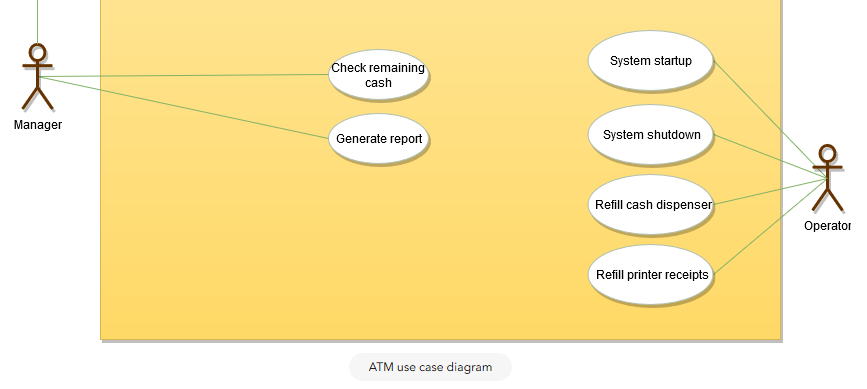 Manager
Check remaining
cash
Generate report
System startup
System shutdown
Refill cash dispenser
Refill printer receipts
Operator
ATM use case diagram